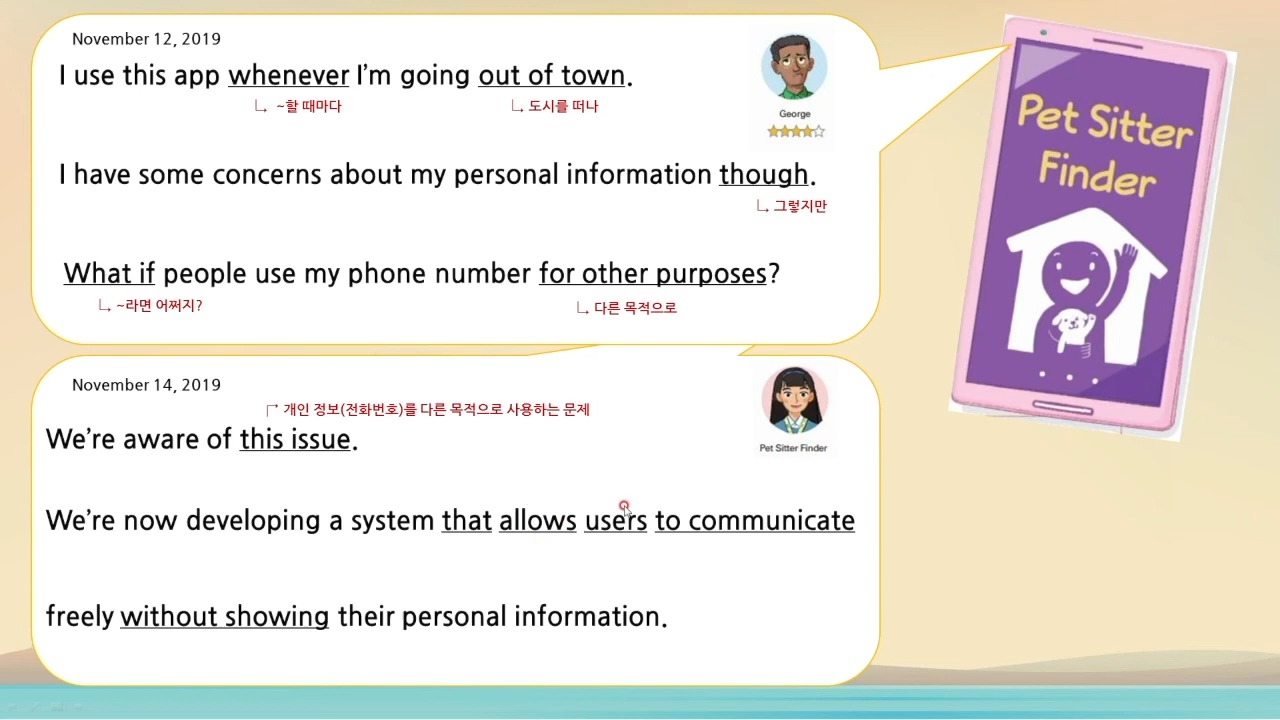 November 12, 2019
I use this app whenever I'm going out of town.
~할 때마다
도시를 떠나
George
I have some concerns about my personal information though.
그렇지만
What if people use my phone number for other purposes?
~라면 어쩌지?
다른 목적으로
Pet Sitter
Finder
November 14, 2019
개인 정보(전화번호)를 다른 목적으로 사용하는 문제
We're aware of this issue.
Pet Sitter Finder
We're now developing a system that allows users to communicate
freely without showing their personal information.